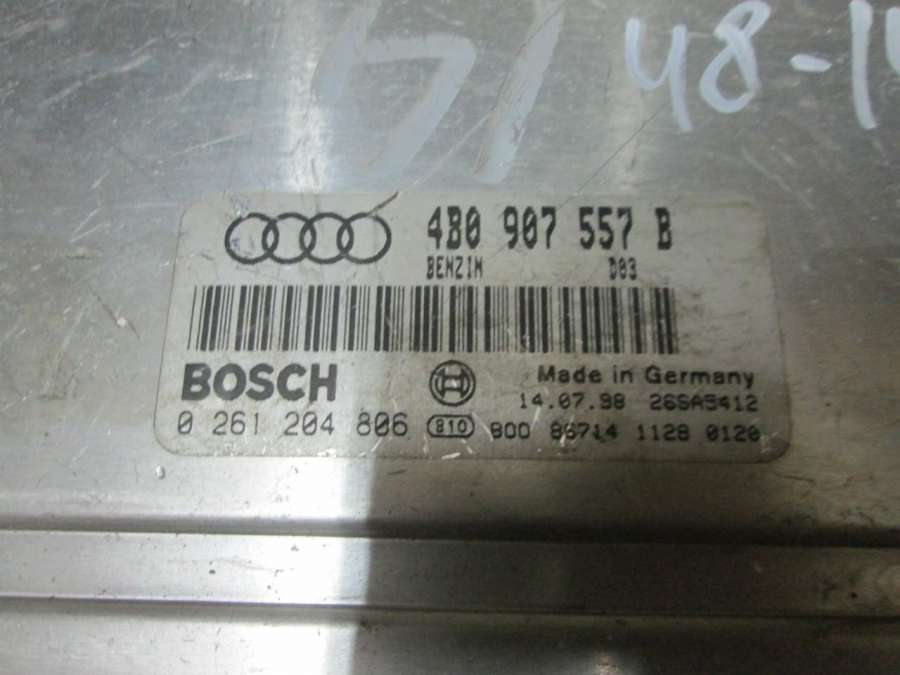 48-14
4B0 907 557 B
BENZIN D03
BOSCH
Made in Germany
14.07.98 26SA5412
0 261 204 806 810 800 86714 1128 0120